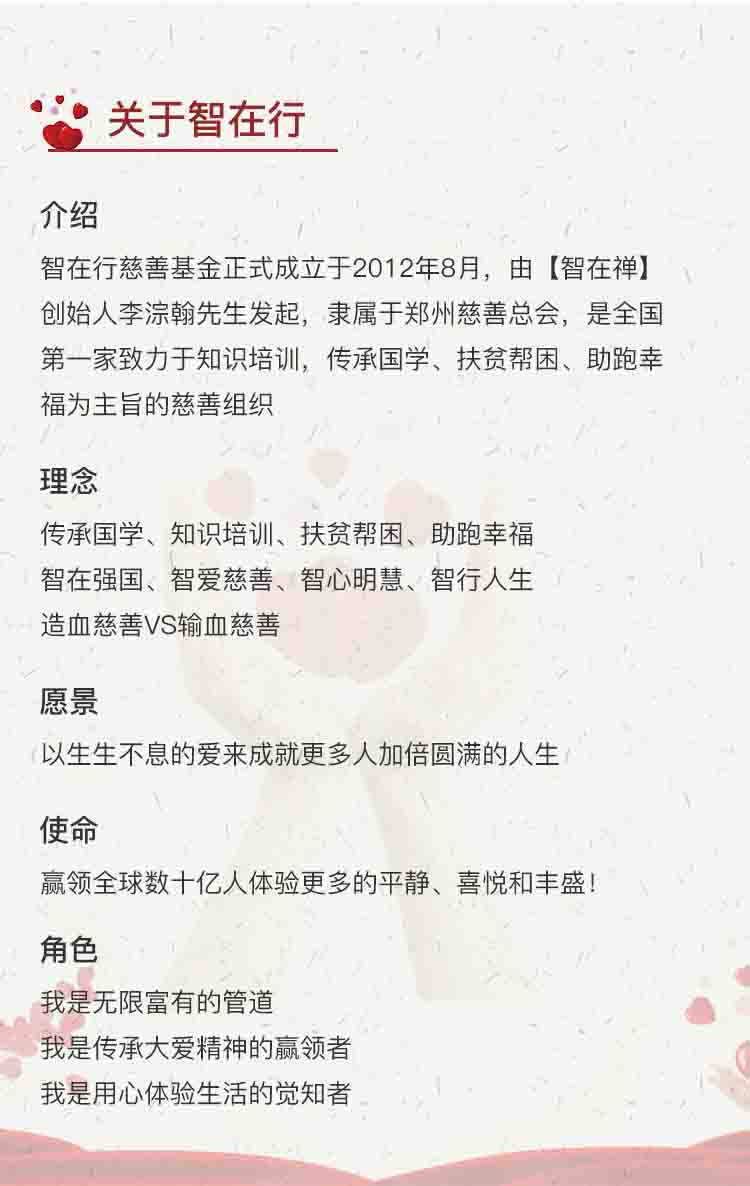 关于智在行
介绍
智在行慈善基金正式成立于2012年8月，由【智在禅】
创始人李淙翰先生发起，隶属于郑州慈善总会，是全国
第一家致力于知识培训，传承国学、扶贫帮困、助跑幸
福为主旨的慈善组织
理念
传承国学、知识培训、扶贫帮困、助跑幸福
智在强国、智爱慈善、智心明慧、智行人生
造血慈善VS输血慈善
愿景
以生生不息的爱来成就更多人加倍圆满的人生
使命
赢领全球数十亿人体验更多的平静、喜悦和丰盛！
角色
我是无限富有的管道
我是传承大爱精神的赢领者
我是用心体验生活的觉知者